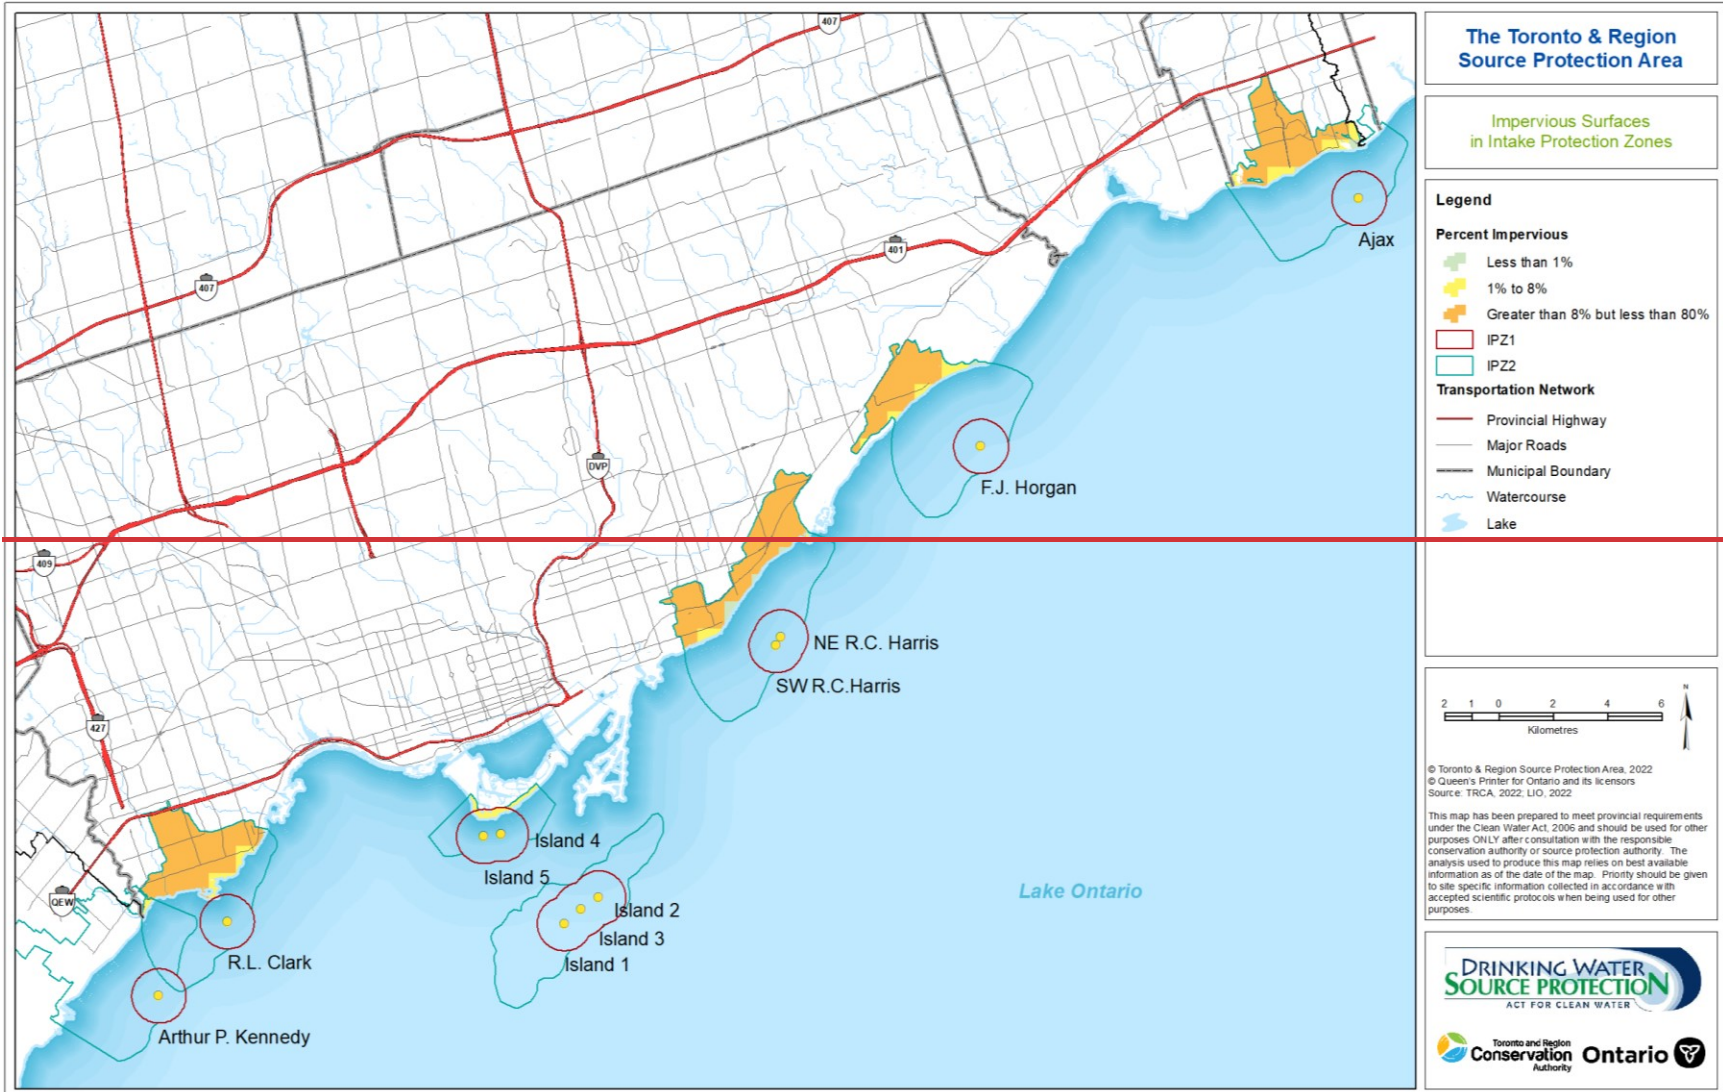 407
407
401
DVP
409
427
QEW
Ajax
F.J. Horgan
NE R.C. Harris
SW R.C.Harris
Island 4
Island 5
Island 2
Island 3
Island 1
R.L. Clark
Arthur P. Kennedy
Lake Ontario
The Toronto & Region
Source Protection Area
Impervious Surfaces
in Intake Protection Zones
Legend
Percent Impervious
Less than 1%
1% to 8%
Greater than 8% but less than 80%
IPZ1
IPZ2
Transportation Network
Provincial Highway
Major Roads
Municipal Boundary
Watercourse
Lake
2 1 0 2 4 6
Kilometres
N
© Toronto & Region Source Protection Area, 2022
© Queen's Printer for Ontario and its licensors
Source: TRCA, 2022; LIO, 2022
This map has been prepared to meet provincial requirements
under the Clean Water Act, 2006 and should be used for other
purposes ONLY after consultation with the responsible
conservation authority or source protection authority. The
analysis used to produce this map relies on best available
information as of the date of the map. Priority should be given
to site specific information collected in accordance with
accepted scientific protocols when being used for other
purposes.
DRINKING WATER
SOURCE PROTECTION
ACT FOR CLEAN WATER
Toronto and Region
Conservation
Authority
Ontario